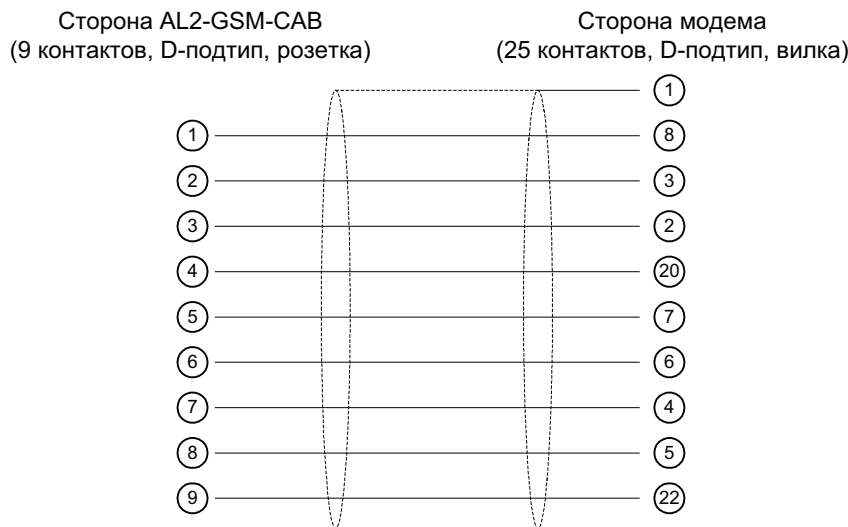 Сторона AL2-GSM-CAB
(9 контактов, D-подтип, розетка)
Сторона модема
(25 контактов, D-подтип, вилка)
1
1 8
2 3
3 2
4 20
5 7
6 6
7 4
8 5
9 22